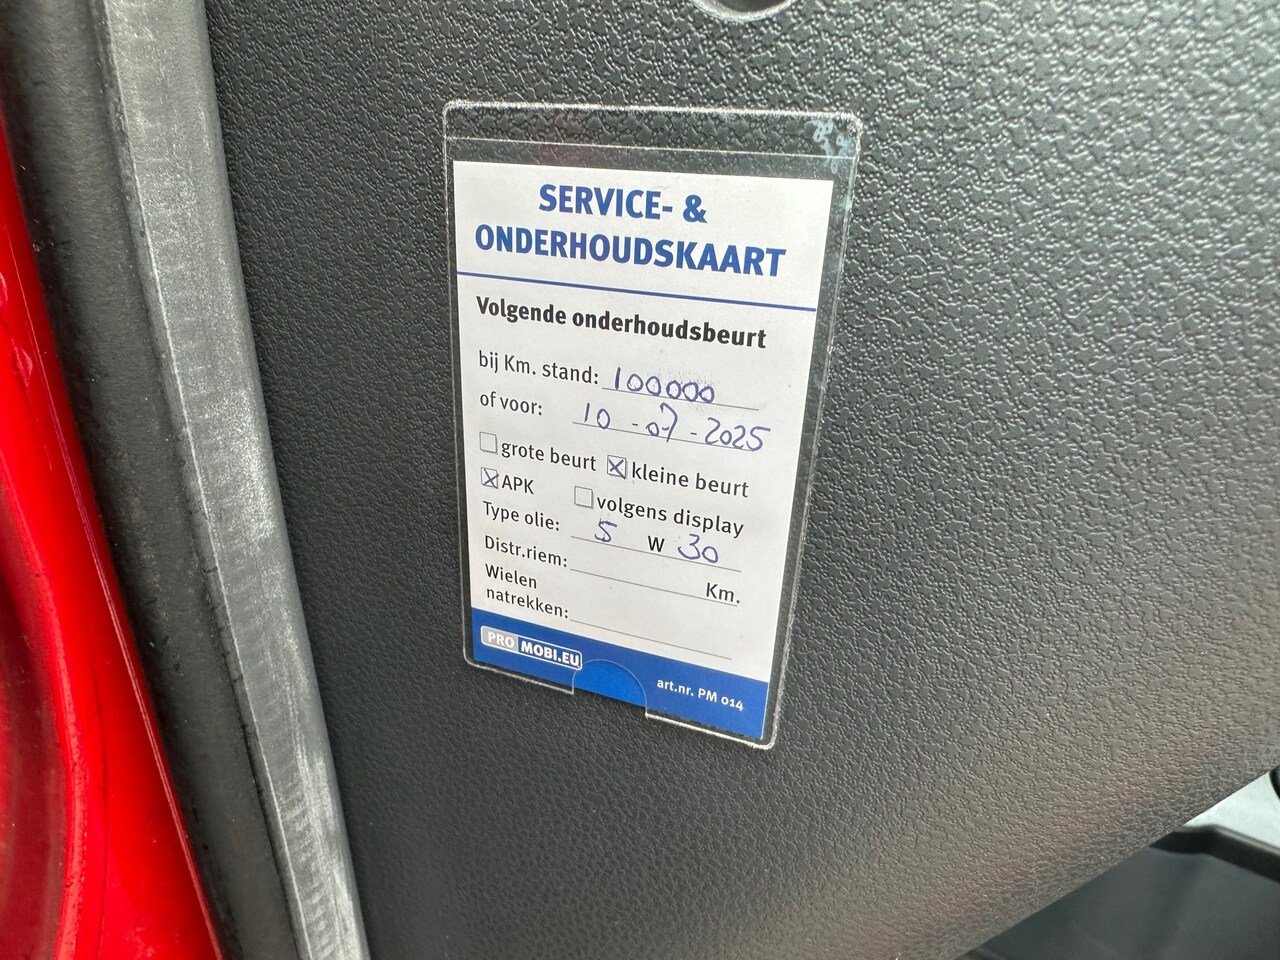 SERVICE- &
ONDERHOUDSKAART
Volgende onderhoudsbeurt
bij Km. stand: 100000
of voor: 10 - 07 - 2025
grote beurt kleine beurt
APK volgens display
Type olie: 5 W 30
Distr.riem: Km.
Wielen
natrekken:
PRO MOBI.EU
art.nr. PM 014